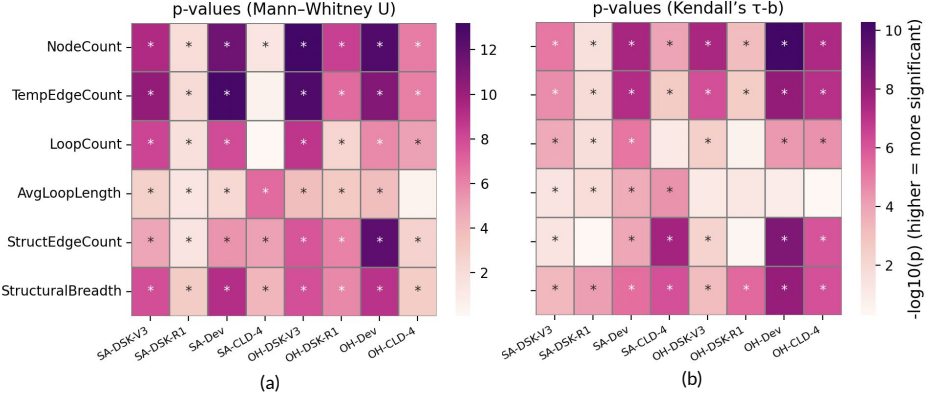 p-values (Mann–Whitney U)
NodeCount * * * * * * * *
TempEdgeCount * * * * * * *
LoopCount * * * * * * *
AvgLoopLength * * * * * * *
StructEdgeCount * * * * * * * *
StructuralBreadth * * * * * * * *
SA-DSK-V3 SA-DSK-R1 SA-Dev SA-CLD-4 OH-DSK-V3 OH-DSK-R1 OH-Dev OH-CLD-4
12
10
8
6
4
2
(a)
p-values (Kendall’s τ-b)
* * * * * * * *
* * * * * * * *
* * * * * *
* * * *
* * * * * *
* * * * * * * *
SA-DSK-V3 SA-DSK-R1 SA-Dev SA-CLD-4 OH-DSK-V3 OH-DSK-R1 OH-Dev OH-CLD-4
10
8
6
4
2
-log10(p) (higher = more significant)
(b)